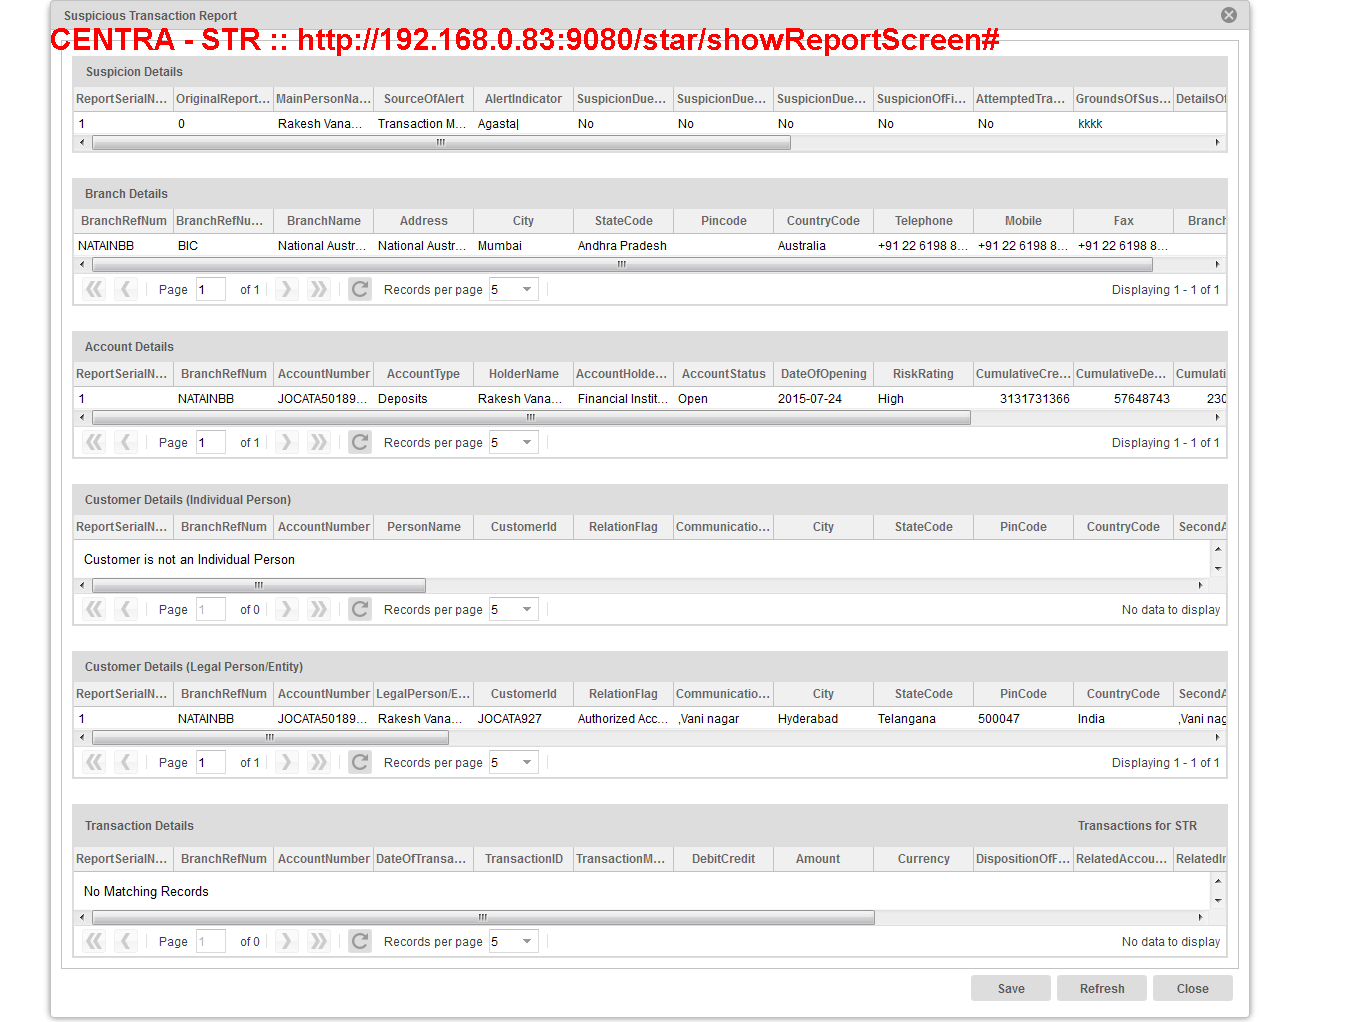 Suspicious Transaction Report
CENTRA - STR :: http://192.168.0.83:9080/star/showReportScreen#
Suspicion Details
ReportSerialN... OriginalReport... MainPersonNa... SourceOfAlert AlertIndicator SuspicionDue... SuspicionDue... SuspicionDue... SuspicionOfFi... AttemptedTra... GroundsOfSus... DetailsOf
1 0 Rakesh Vana... Transaction M... Agasta| No No No No No kkkk
Branch Details
BranchRefNum BranchRefNu... BranchName Address City StateCode Pincode CountryCode Telephone Mobile Fax Branch
NATAINBB BIC National Austr... National Austr... Mumbai Andhra Pradesh Australia +91 22 6198 8... +91 22 6198 8... +91 22 6198 8...
Page 1 of 1 Records per page 5 Displaying 1 - 1 of 1
Account Details
ReportSerialN... BranchRefNum AccountNumber AccountType HolderName AccountHolde... AccountStatus DateOfOpening RiskRating CumulativeCre... CumulativeDe... Cumulati
1 NATAINBB JOCATA50189... Deposits Rakesh Vana... Financial Instit... Open 2015-07-24 High 3131731366 57648743 230
Page 1 of 1 Records per page 5 Displaying 1 - 1 of 1
Customer Details (Individual Person)
ReportSerialN... BranchRefNum AccountNumber PersonName CustomerId RelationFlag Communicatio... City StateCode PinCode CountryCode SecondA
Customer is not an Individual Person
Page 1 of 0 Records per page 5 No data to display
Customer Details (Legal Person/Entity)
ReportSerialN... BranchRefNum AccountNumber LegalPerson/E... CustomerId RelationFlag Communicatio... City StateCode PinCode CountryCode SecondA
1 NATAINBB JOCATA50189... Rakesh Vana... JOCATA927 Authorized Acc... ,Vani nagar Hyderabad Telangana 500047 India ,Vani nag
Page 1 of 1 Records per page 5 Displaying 1 - 1 of 1
Transaction Details Transactions for STR
ReportSerialN... BranchRefNum AccountNumber DateOfTransa... TransactionID TransactionM... DebitCredit Amount Currency DispositionOfF... RelatedAccou... RelatedIn
No Matching Records
Page 1 of 0 Records per page 5 No data to display
Save Refresh Close